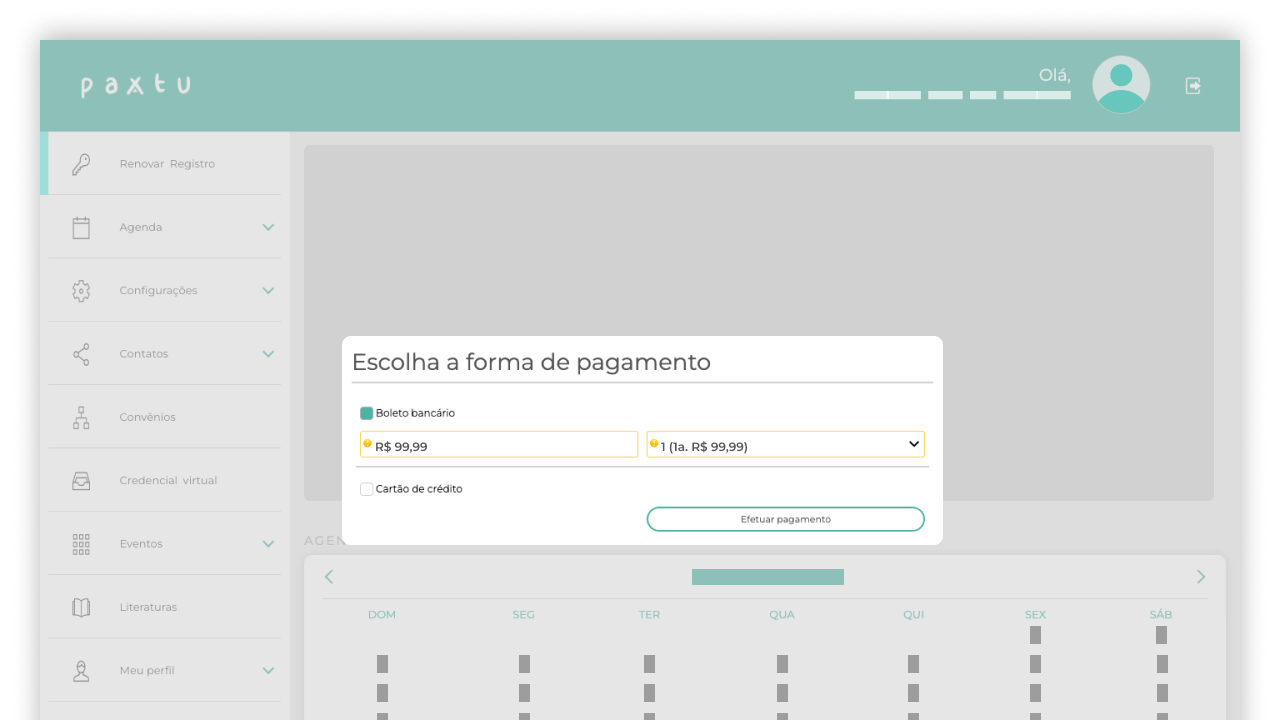 paxtu
Olá,
Renovar Registro
Agenda
Configurações
Contatos
Convênios
Credencial virtual
Eventos
Literaturas
Meu perfil
Escolha a forma de pagamento
Boleto bancário
R$ 99,99
1 (1a. R$ 99,99)
Cartão de crédito
Efetuar pagamento
DOM SEG TER QUA QUI SEX SÁB